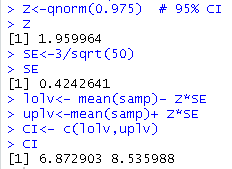 > Z<-qnorm(0.975)  # 95% CI
> Z
[1] 1.959964
> SE<-3/sqrt(50)
> SE
[1] 0.4242641
> lolv<- mean(samp)- Z*SE
> uplv<-mean(samp)+ Z*SE
> CI<- c(lolv,uplv)
> CI
[1] 6.872903 8.535988